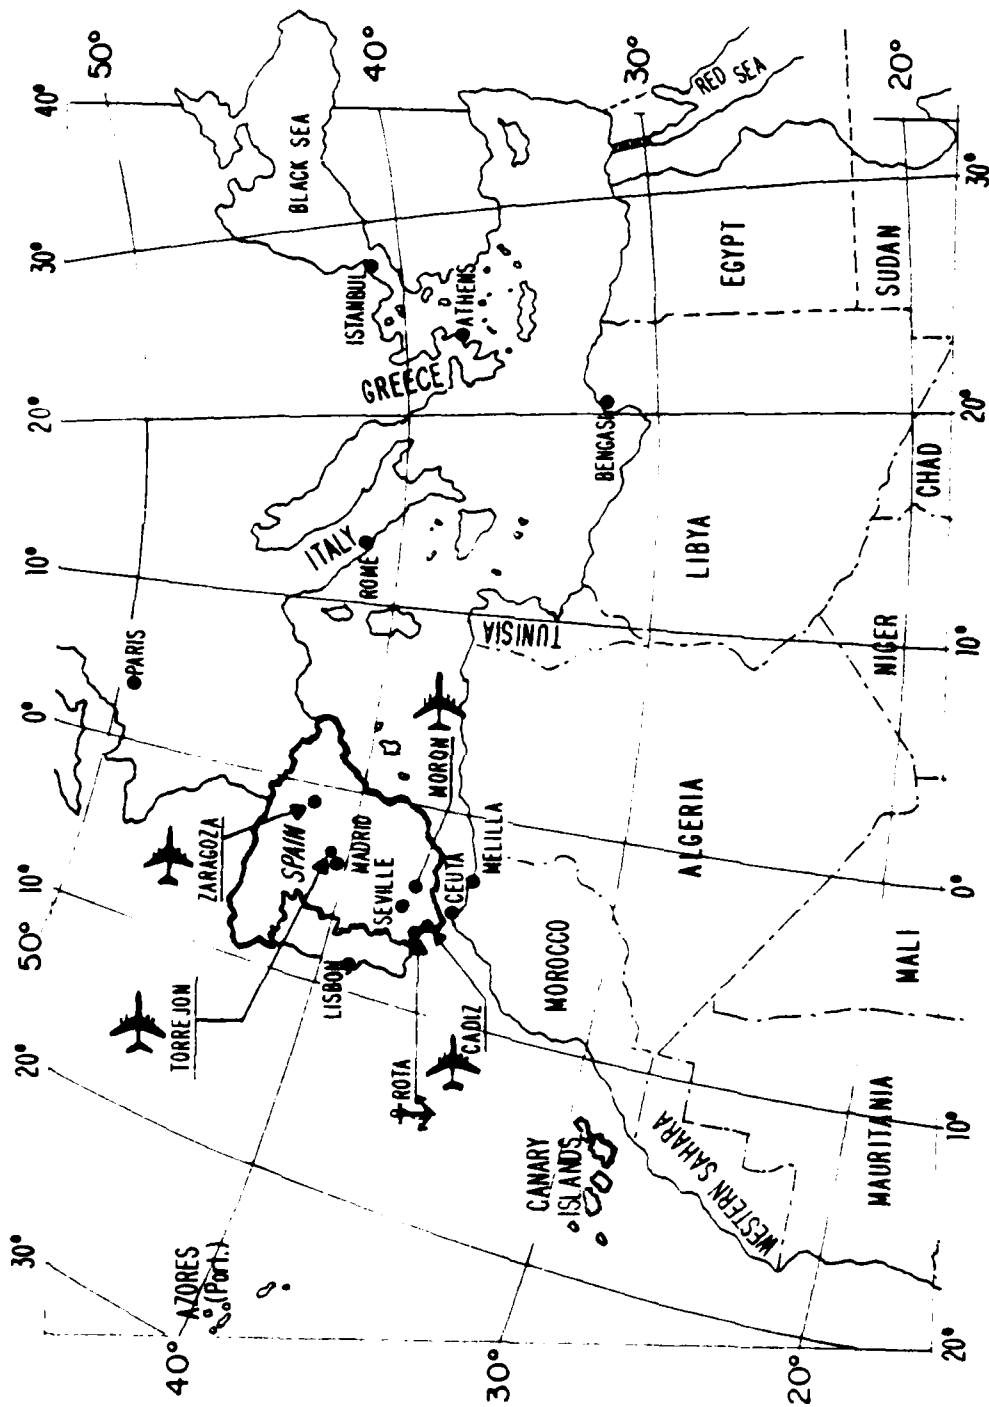 30°
20°
10°
0°
10°
20°
30°
40°
50°
50°
AZORES
(Port.)
40°
TORREJON
ZARAGOZA
PARIS
SPAIN
MADRID
LISBON
SEVILLE
ROTA
CADIZ
CEUTA
MELILLA
MORON
ITALY
ROME
GREECE
ATHENS
ISTANBUL
BLACK SEA
40°
CANARY
ISLANDS
30°
MOROCCO
ALGERIA
TUNISIA
LIBYA
BENGASI
EGYPT
RED SEA
30°
WESTERN SAHARA
20°
MAURITANIA
MALI
NIGER
CHAD
SUDAN
20°
20°
10°
0°
10°
20°
30°